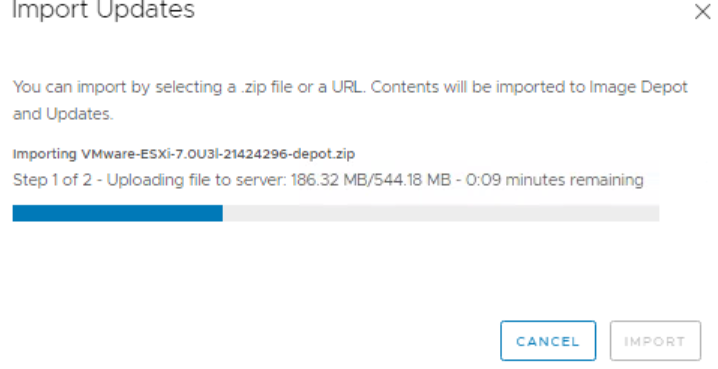 Import Updates
You can import by selecting a .zip file or a URL. Contents will be imported to Image Depot
and Updates.
Importing VMware-ESXi-7.0U3l-21424296-depot.zip
Step 1 of 2 - Uploading file to server: 186.32 MB/544.18 MB - 0:09 minutes remaining
CANCEL IMPORT